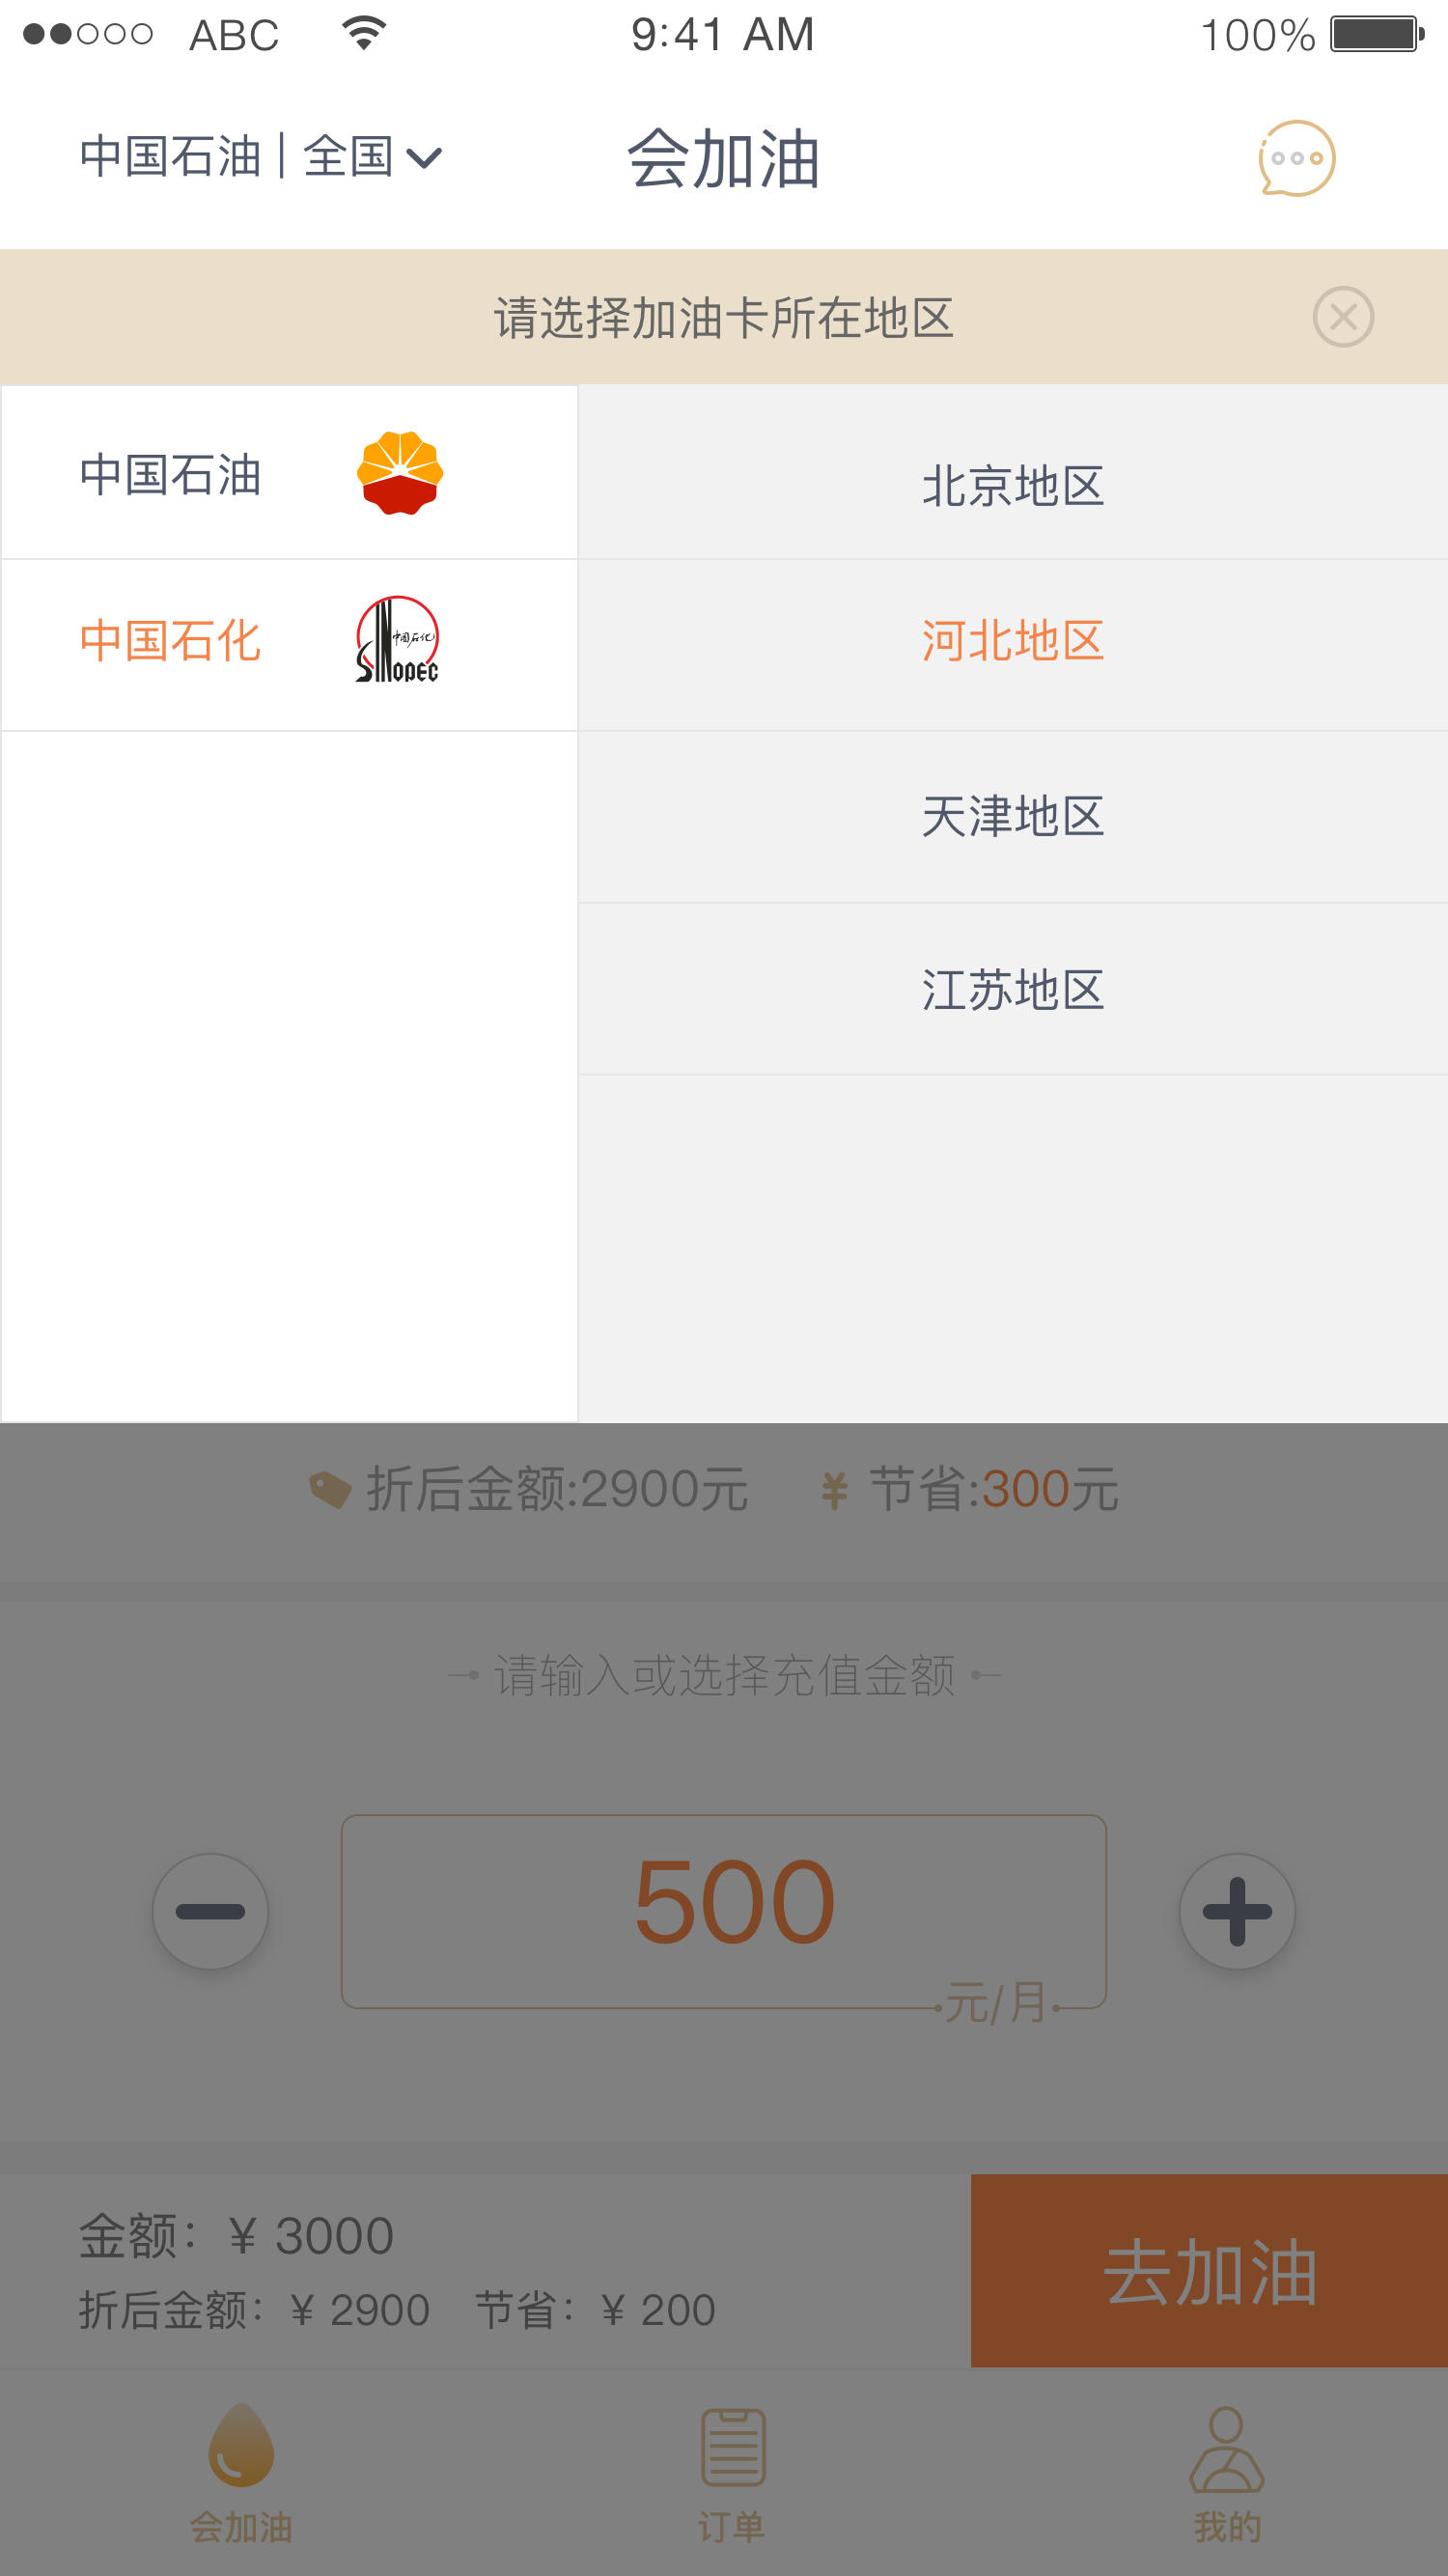 ABC 9:41 AM 100%
中国石油 | 全国 会加油
请选择加油卡所在地区
中国石油 北京地区
中国石化 中国石化 SINOPEC 河北地区
天津地区
江苏地区
折后金额:2900元 ¥ 节省:300元
请输入或选择充值金额
500
元/月
金额：¥ 3000
折后金额：¥ 2900 节省：¥ 200
去加油
会加油 订单 我的